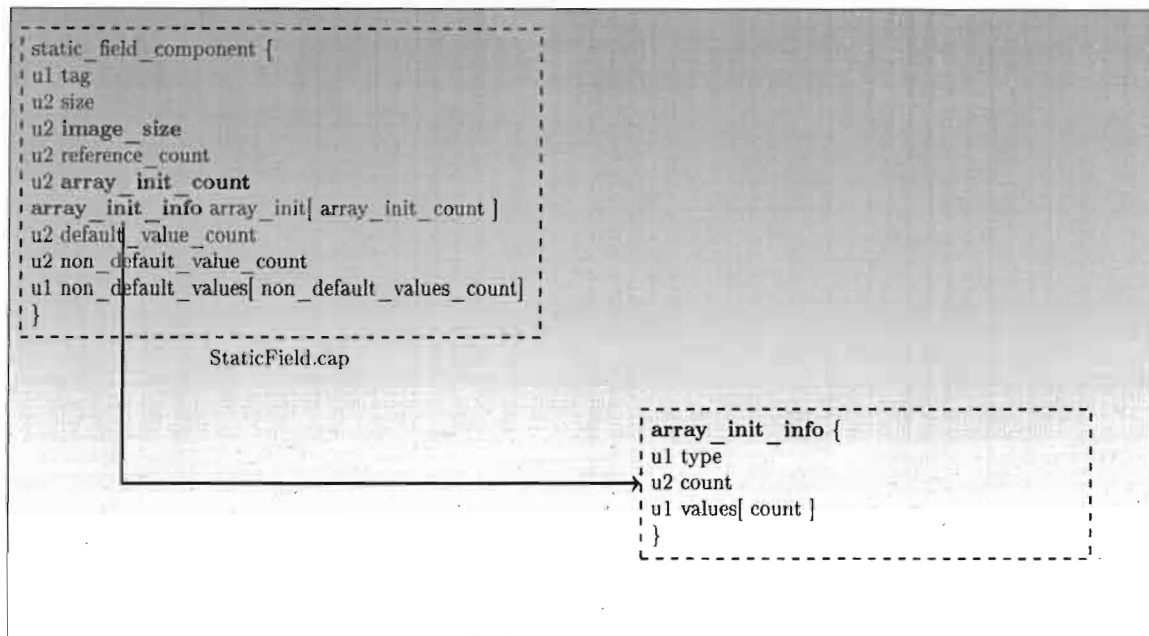 static_field_component {
u1 tag
u2 size
u2 image_size
u2 reference_count
u2 array_init_count
array_init_info array_init[ array_init_count ]
u2 default_value_count
u2 non_default_value_count
u1 non_default_values[ non_default_values_count]
}
StaticField.cap
array_init_info {
u1 type
u2 count
u1 values[ count ]
}